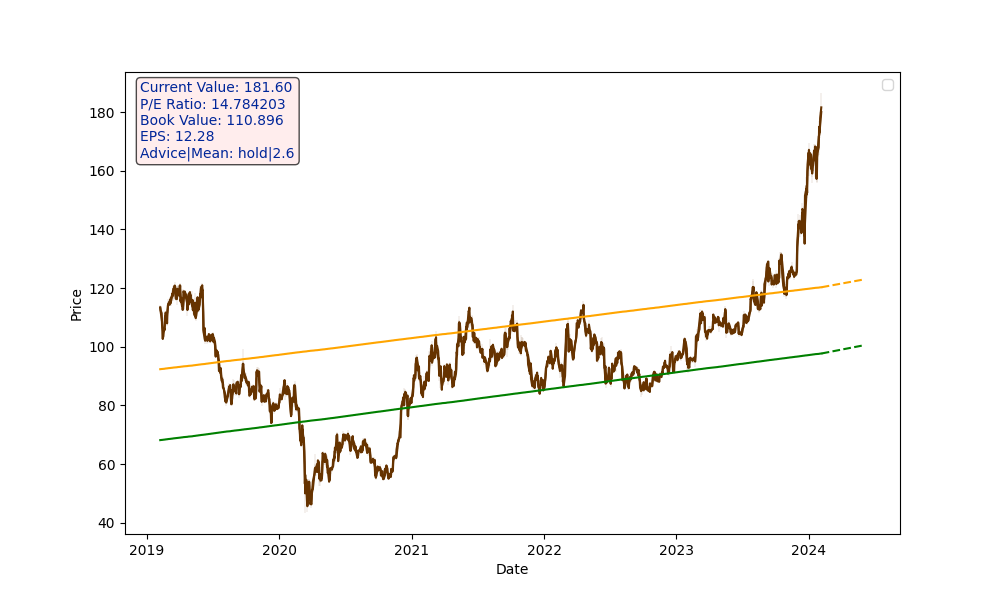 Current Value: 181.60
P/E Ratio: 14.784203
Book Value: 110.896
EPS: 12.28
Advice|Mean: hold|2.6
180
160
140
120
100
80
60
40
Price
2019 2020 2021 2022 2023 2024
Date